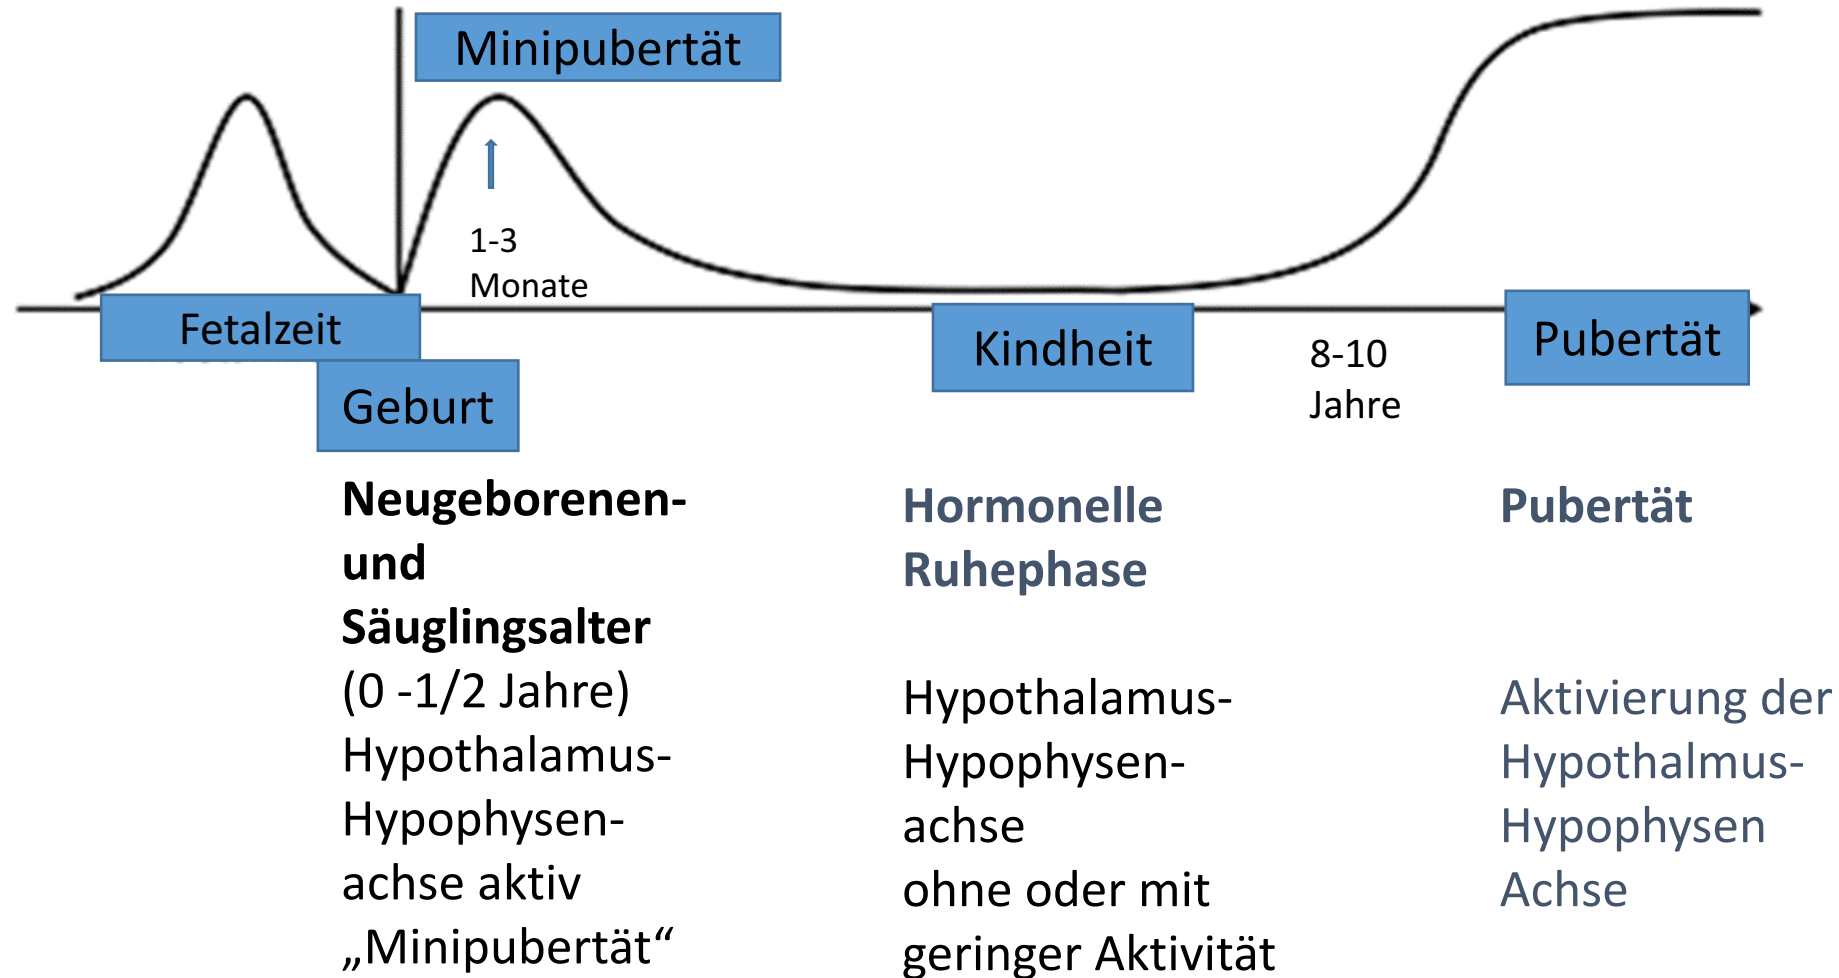 Minipubertät
1-3
Monate
Fetalzeit
Geburt
Kindheit
8-10
Jahre
Pubertät
Neugeborenen-
und
Säuglingsalter
(0 -1/2 Jahre)
Hypothalamus-
Hypophysen-
achse aktiv
„Minipubertät“
Hormonelle
Ruhephase
Hypothalamus-
Hypophysen-
achse
ohne oder mit
geringer Aktivität
Pubertät
Aktivierung der
Hypothalmus-
Hypophysen
Achse